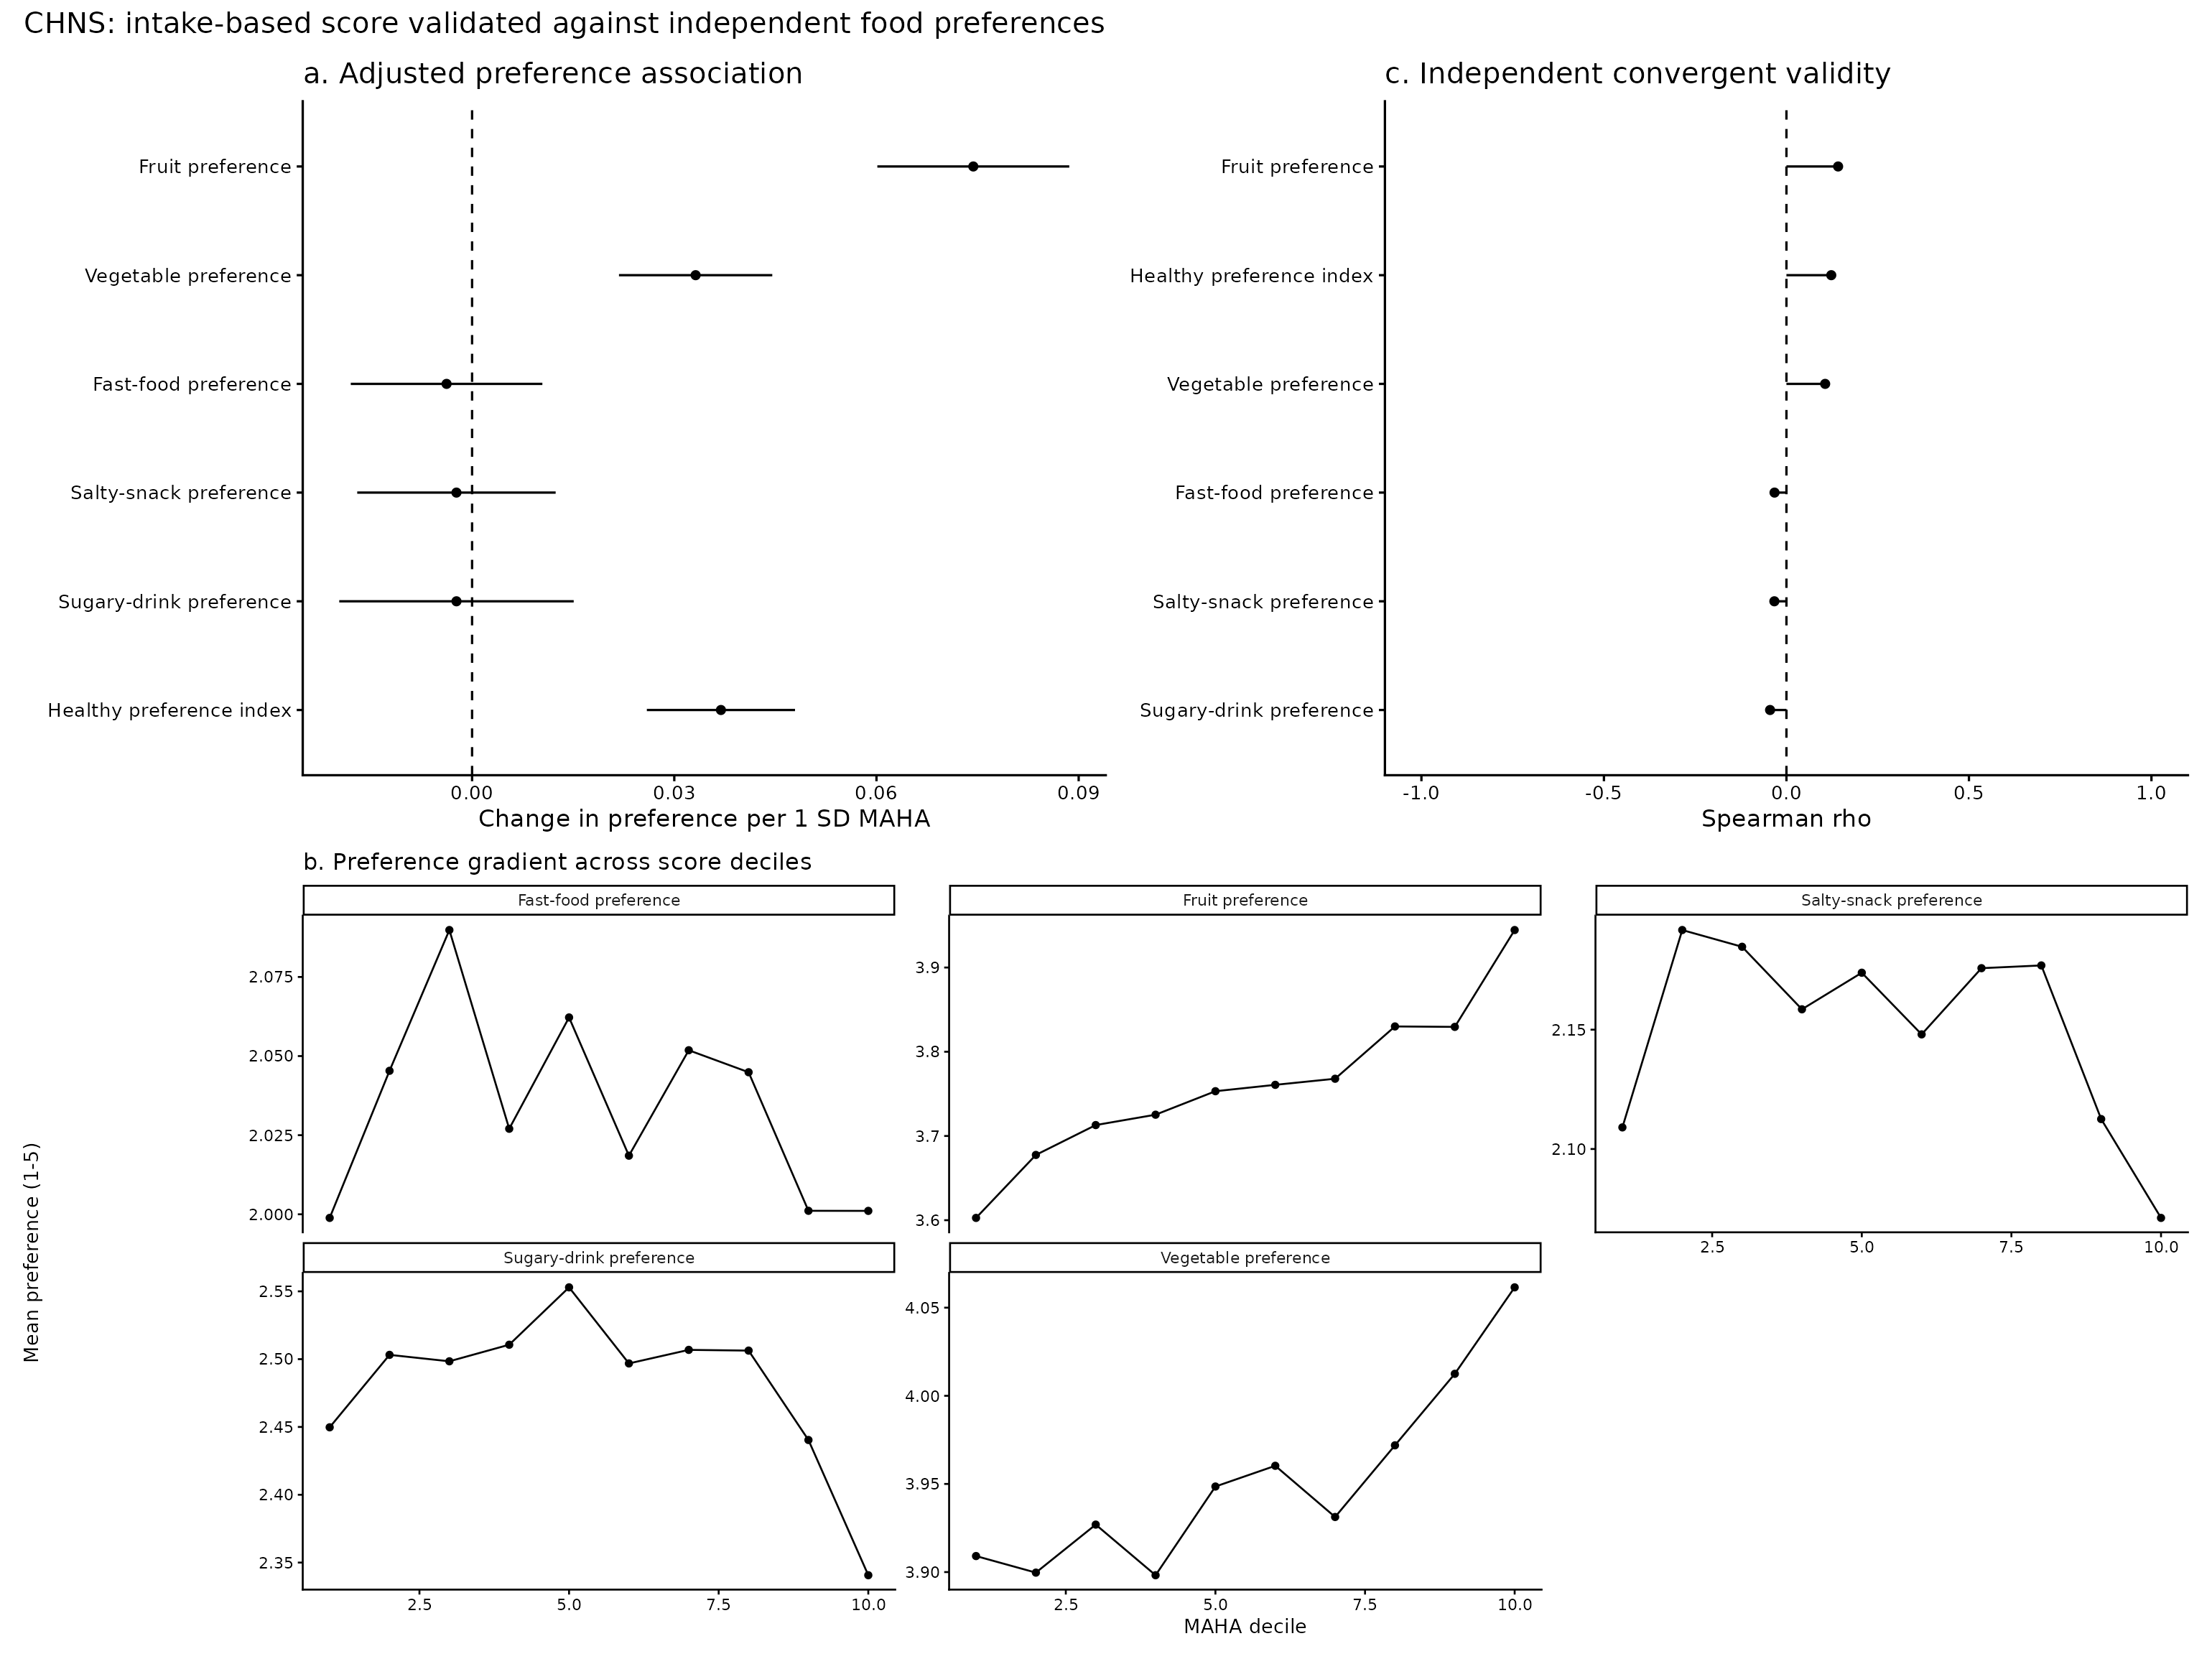 CHNS: intake-based score validated against independent food preferences
a. Adjusted preference association
Fruit preference
Vegetable preference
Fast-food preference
Salty-snack preference
Sugary-drink preference
Healthy preference index
0.00 0.03 0.06 0.09
Change in preference per 1 SD MAHA
c. Independent convergent validity
Fruit preference
Healthy preference index
Vegetable preference
Fast-food preference
Salty-snack preference
Sugary-drink preference
-1.0 -0.5 0.0 0.5 1.0
Spearman rho
b. Preference gradient across score deciles
Mean preference (1-5)
Fast-food preference
2.075
2.050
2.025
2.000
Fruit preference
3.9
3.8
3.7
3.6
Salty-snack preference
2.15
2.10
2.5 5.0 7.5 10.0
Sugary-drink preference
2.55
2.50
2.45
2.40
2.35
2.5 5.0 7.5 10.0
Vegetable preference
4.05
4.00
3.95
3.90
2.5 5.0 7.5 10.0
MAHA decile